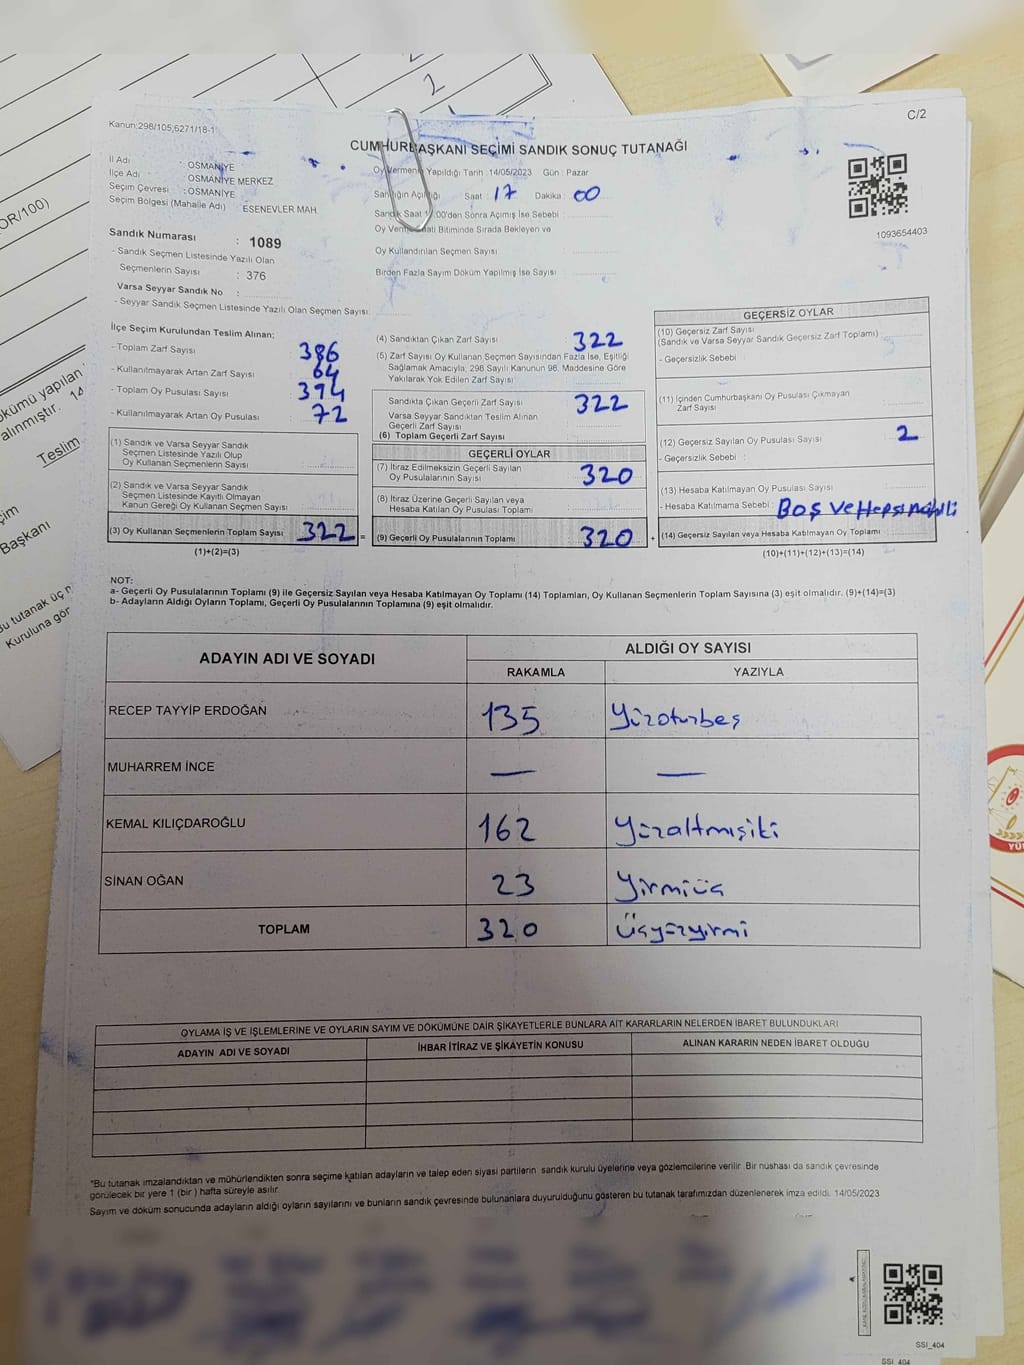 2
C/2
Kanun:298/105,6271/18-1
CUMHURBAŞKANI SEÇİMİ SANDIK SONUÇ TUTANAĞI
İl Adı : OSMANİYE
İlçe Adı : OSMANİYE MERKEZ
Seçim Çevresi : OSMANİYE
Seçim Bölgesi (Mahalle Adı) : ESENEVLER MAH.
Oy Vermenin Yapıldığı Tarih :14/05/2023 Gün : Pazar
Sandığın Açıldığı Saat : 17 Dakika : 00
Sandık Saat 17.00'den Sonra Açımış İse Sebebi :
Oy Verme Saati Bitiminde Sırada Bekleyen ve
Oy Kullandırılan Seçmen Sayısı
Birden Fazla Sayım Döküm Yapılmış İse Sayısı
1093654403
Sandık Numarası : 1089
- Sandık Seçmen Listesinde Yazılı Olan
Seçmenlerin Sayısı : 376
Varsa Seyyar Sandık No :
- Seyyar Sandık Seçmen Listesinde Yazılı Olan Seçmen Sayısı:
İlçe Seçim Kurulundan Teslim Alınan;
- Toplam Zarf Sayısı 386
- Kullanılmayarak Artan Zarf Sayısı 64
- Toplam Oy Pusulası Sayısı 394
- Kullanılmayarak Artan Oy Pusulası 72
(1) Sandık ve Varsa Seyyar Sandık
Seçmen Listesinde Yazılı Olup
Oy Kullanan Seçmenlerin Sayısı
(2) Sandık ve Varsa Seyyar Sandık
Seçmen Listesinde Kayıtlı Olmayan
Kanun Gereği Oy Kullanan Seçmen Sayısı
(3) Oy Kullanan Seçmenlerin Toplam Sayısı 322 =
(1)+(2)=(3)
(4) Sandıktan Çıkan Zarf Sayısı 322
(5) Zarf Sayısı Oy Kullanan Seçmen Sayısından Fazla İse, Eşitliği
Sağlamak Amacıyla, 298 Sayılı Kanunun 98. Maddesine Göre
Yakılarak Yok Edilen Zarf Sayısı
Sandıkta Çıkan Geçerli Zarf Sayısı 322
Varsa Seyyar Sandıktan Teslim Alınan
Geçerli Zarf Sayısı
(6) Toplam Geçerli Zarf Sayısı
GEÇERLİ OYLAR
(7) İtiraz Edilmeksizin Geçerli Sayılan
Oy Pusulalarının Sayısı 320
(8) İtiraz Üzerine Geçerli Sayılan veya
Hesaba Katılan Oy Pusulası Toplamı
(9) Geçerli Oy Pusulalarının Toplamı 320 +
GEÇERSİZ OYLAR
(10) Geçersiz Zarf Sayısı
(Sandık ve Varsa Seyyar Sandık Geçersiz Zarf Toplamı)
- Geçersizlik Sebebi
(11) İçinden Cumhurbaşkanı Oy Pusulası Çıkmayan
Zarf Sayısı
(12) Geçersiz Sayılan Oy Pusulası Sayısı 2
- Geçersizlik Sebebi :
(13) Hesaba Katılmayan Oy Pusulası Sayısı
- Hesaba Katılmama Sebebi : Boş ve Hepsi
(14) Geçersiz Sayılan veya Hesaba Katılmayan Oy Toplamı
(10)+(11)+(12)+(13)=(14)
NOT:
a- Geçerli Oy Pusulalarının Toplamı (9) ile Geçersiz Sayılan veya Hesaba Katılmayan Oy Toplamı (14) Toplamları, Oy Kullanan Seçmenlerin Toplam Sayısına (3) eşit olmalıdır. (9)+(14)=(3)
b- Adayların Aldığı Oyların Toplamı, Geçerli Oy Pusulalarının Toplamına (9) eşit olmalıdır.
ADAYIN ADI VE SOYADI
ALDIĞI OY SAYISI
RAKAMLA YAZIYLA
RECEP TAYYİP ERDOĞAN 135 Yüzoturbeş
MUHARREM İNCE — —
KEMAL KILIÇDAROĞLU 162 Yüzaltmışiki
SİNAN OĞAN 23 Yirmiüç
TOPLAM 320 Üçyüzyirmi
OYLAMA İŞ VE İŞLEMLERİNE VE OYLARIN SAYIM VE DÖKÜMÜNE DAİR ŞİKAYETLERLE BUNLARA AİT KARARLARIN NELERDEN İBARET BULUNDUKLARI
ADAYIN ADI VE SOYADI İHBAR İTİRAZ VE ŞİKAYETİN KONUSU ALINAN KARARIN NEDEN İBARET OLDUĞU
"Bu tutanak imzalandıktan ve mühürlendikten sonra seçime katılan adayların ve talep eden siyasi partilerin sandık kurulu üyelerine veya gözlemcilerine verilir. Bir nüshası da sandık çevresinde
görülecek bir yere 1 (bir ) hafta süreyle asılır.
Sayım ve döküm sonucunda adayların aldığı oyların sayılarını ve bunların sandık çevresinde bulunanlara duyurulduğunu gösteren bu tutanak tarafımızdan düzenlenerek imza edildi. 14/05/2023
SSI_404
SSI_404
OR/100)
yapılan
alınmıştır. 14
Teslim
Başkanı
Bu tutanak üç
Kuruluna gör